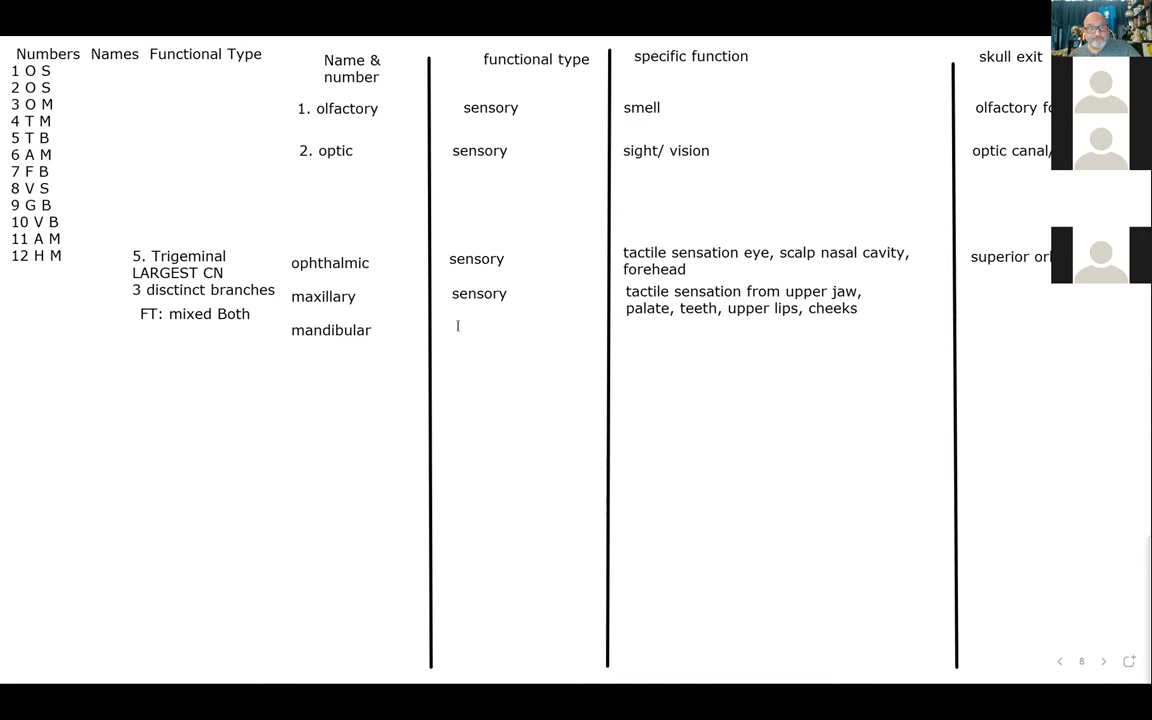 Numbers Names Functional Type
1 O S
2 O S
3 O M
4 T M
5 T B
6 A M
7 F B
8 V S
9 G B
10 V B
11 A M
12 H M
Name &
number
functional type
specific function
skull exit
1. olfactory
sensory
smell
olfactory
2. optic
sensory
sight/ vision
optic canal/
5. Trigeminal
LARGEST CN
3 disctinct branches
FT: mixed Both
ophthalmic
sensory
tactile sensation eye, scalp nasal cavity,
forehead
superior
maxillary
sensory
tactile sensation from upper jaw,
palate, teeth, upper lips, cheeks
mandibular
8